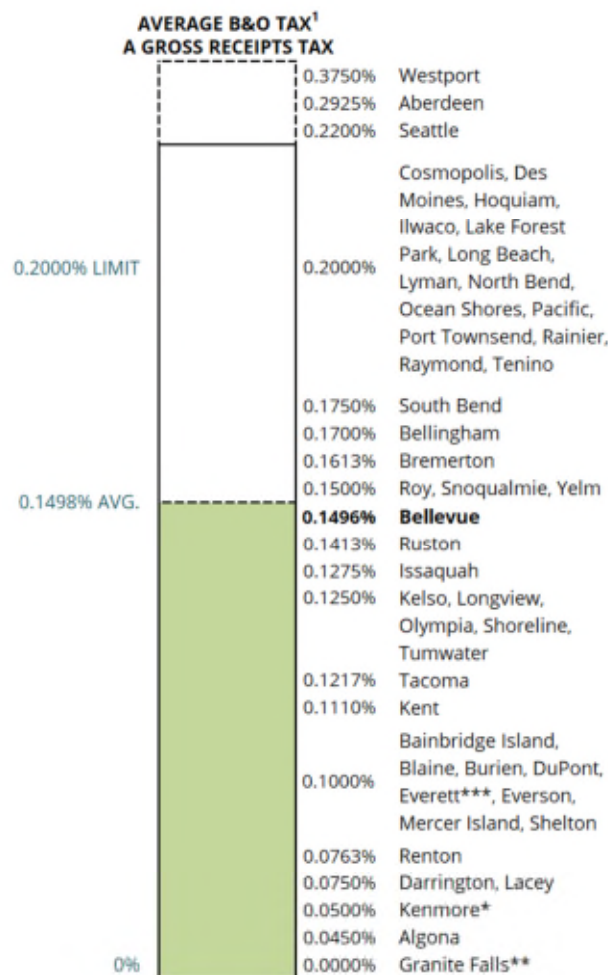 AVERAGE B&O TAX¹
A GROSS RECEIPTS TAX
0.3750% Westport
0.2925% Aberdeen
0.2200% Seattle
Cosmopolis, Des
Moines, Hoquiam,
Ilwaco, Lake Forest
Park, Long Beach,
0.2000% LIMIT 0.2000% Lyman, North Bend,
Ocean Shores, Pacific,
Port Townsend, Rainier,
Raymond, Tenino
0.1750% South Bend
0.1700% Bellingham
0.1613% Bremerton
0.1500% Roy, Snoqualmie, Yelm
0.1498% AVG.
0.1496% Bellevue
0.1413% Ruston
0.1275% Issaquah
0.1250% Kelso, Longview,
Olympia, Shoreline,
Tumwater
0.1217% Tacoma
0.1110% Kent
Bainbridge Island,
Blaine, Burien, DuPont,
0.1000% Everett***, Everson,
Mercer Island, Shelton
0.0763% Renton
0.0750% Darrington, Lacey
0.0500% Kenmore*
0.0450% Algona
0% 0.0000% Granite Falls**